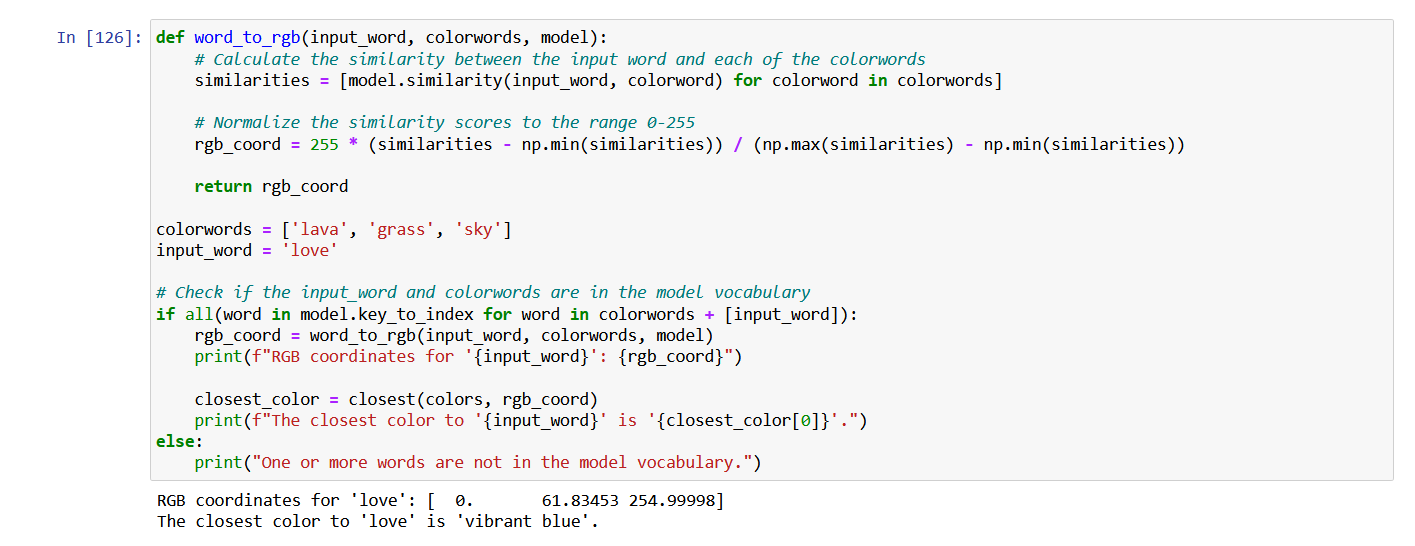 In [126]: def word_to_rgb(input_word, colorwords, model):
    # Calculate the similarity between the input word and each of the colorwords
    similarities = [model.similarity(input_word, colorword) for colorword in colorwords]

    # Normalize the similarity scores to the range 0-255
    rgb_coord = 255 * (similarities - np.min(similarities)) / (np.max(similarities) - np.min(similarities))

    return rgb_coord

colorwords = ['lava', 'grass', 'sky']
input_word = 'love'

# Check if the input_word and colorwords are in the model vocabulary
if all(word in model.key_to_index for word in colorwords + [input_word]):
    rgb_coord = word_to_rgb(input_word, colorwords, model)
    print(f"RGB coordinates for '{input_word}': {rgb_coord}")

    closest_color = closest(colors, rgb_coord)
    print(f"The closest color to '{input_word}' is '{closest_color[0]}'.")
else:
    print("One or more words are not in the model vocabulary.")

RGB coordinates for 'love': [  0.       61.83453 254.99998]
The closest color to 'love' is 'vibrant blue'.